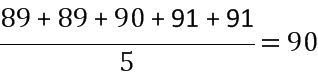 89 + 89 + 90 + 91 + 91
5
= 90